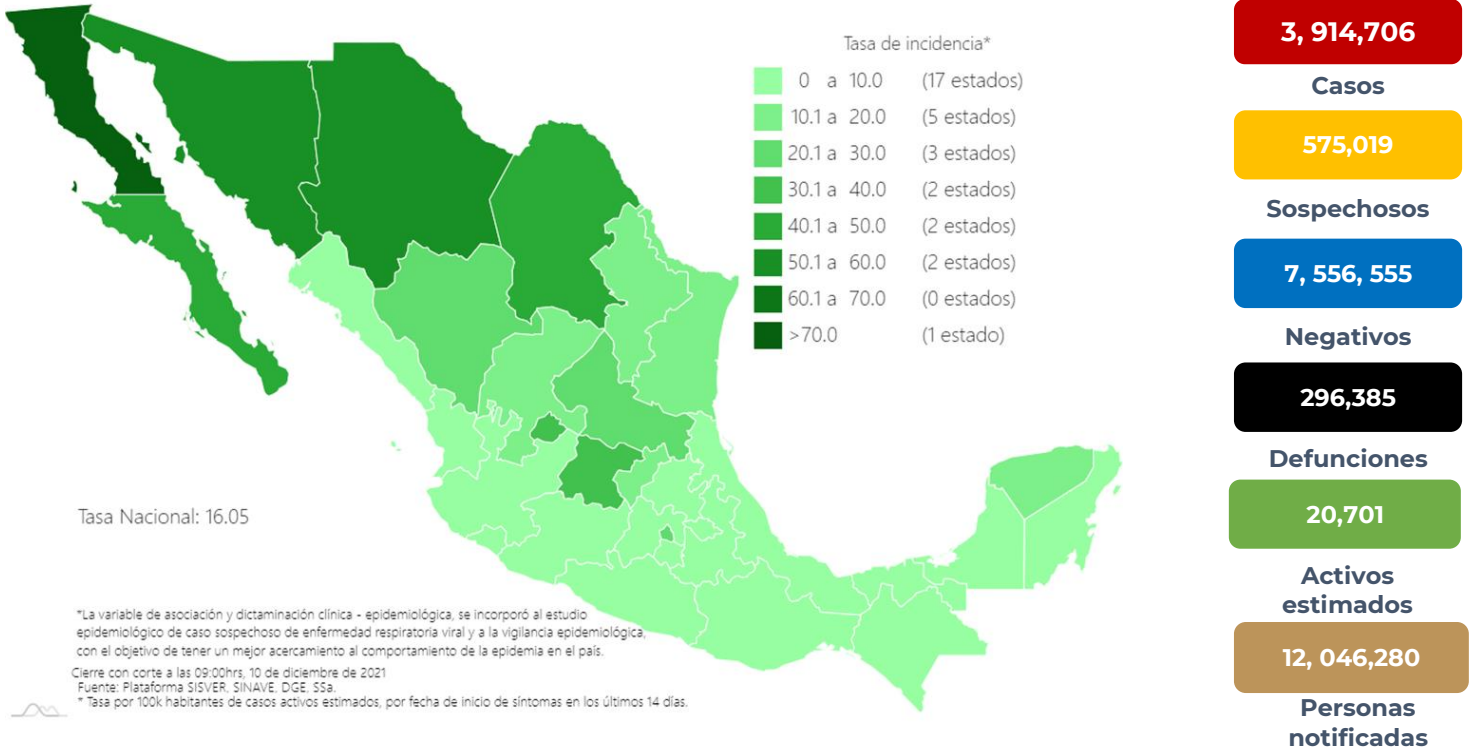 Tasa de incidencia*
0 a 10.0 (17 estados)
10.1 a 20.0 (5 estados)
20.1 a 30.0 (3 estados)
30.1 a 40.0 (2 estados)
40.1 a 50.0 (2 estados)
50.1 a 60.0 (2 estados)
60.1 a 70.0 (0 estados)
>70.0 (1 estado)
Tasa Nacional: 16.05
*La variable de asociación y dictaminación clínica - epidemiológica, se incorporó al estudio
epidemiológico de caso sospechoso de enfermedad respiratoria viral y a la vigilancia epidemiológica,
con el objetivo de tener un mejor acercamiento al comportamiento de la epidemia en el país.
Cierre con corte a las 09:00hrs, 10 de diciembre de 2021
Fuente: Plataforma SISVER, SINAVE, DGE, SSa.
* Tasa por 100k habitantes de casos activos estimados, por fecha de inicio de síntomas en los últimos 14 días.
3, 914,706
Casos
575,019
Sospechosos
7, 556, 555
Negativos
296,385
Defunciones
20,701
Activos
estimados
12, 046,280
Personas
notificadas